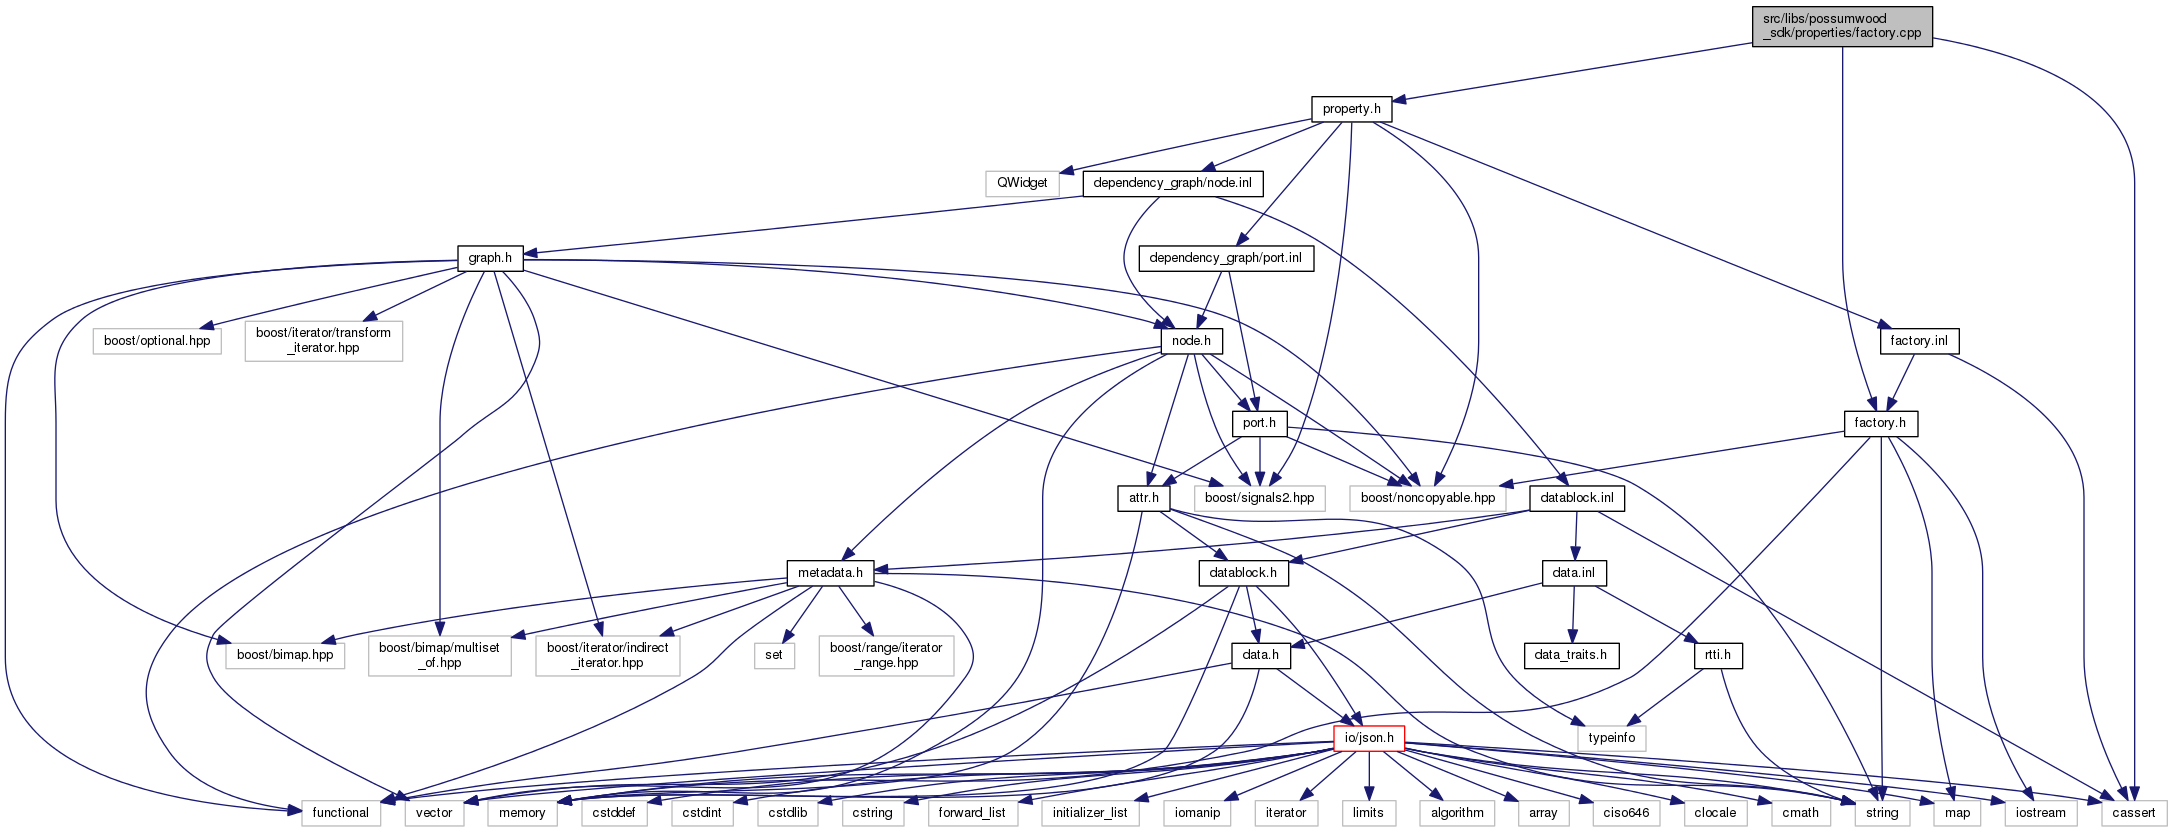 src/libs/possumwood
_sdk/properties/factory.cpp
property.h
QWidget
dependency_graph/node.inl
graph.h
dependency_graph/port.inl
boost/optional.hpp
boost/iterator/transform
_iterator.hpp
node.h
factory.inl
port.h
factory.h
attr.h
boost/signals2.hpp
boost/noncopyable.hpp
datablock.inl
metadata.h
datablock.h
data.inl
boost/bimap.hpp
boost/bimap/multiset
_of.hpp
boost/iterator/indirect
_iterator.hpp
set
boost/range/iterator
_range.hpp
data.h
data_traits.h
rtti.h
io/json.h
typeinfo
functional
vector
memory
cstddef
cstdint
cstdlib
cstring
forward_list
initializer_list
iomanip
iterator
limits
algorithm
array
ciso646
clocale
cmath
string
map
iostream
cassert